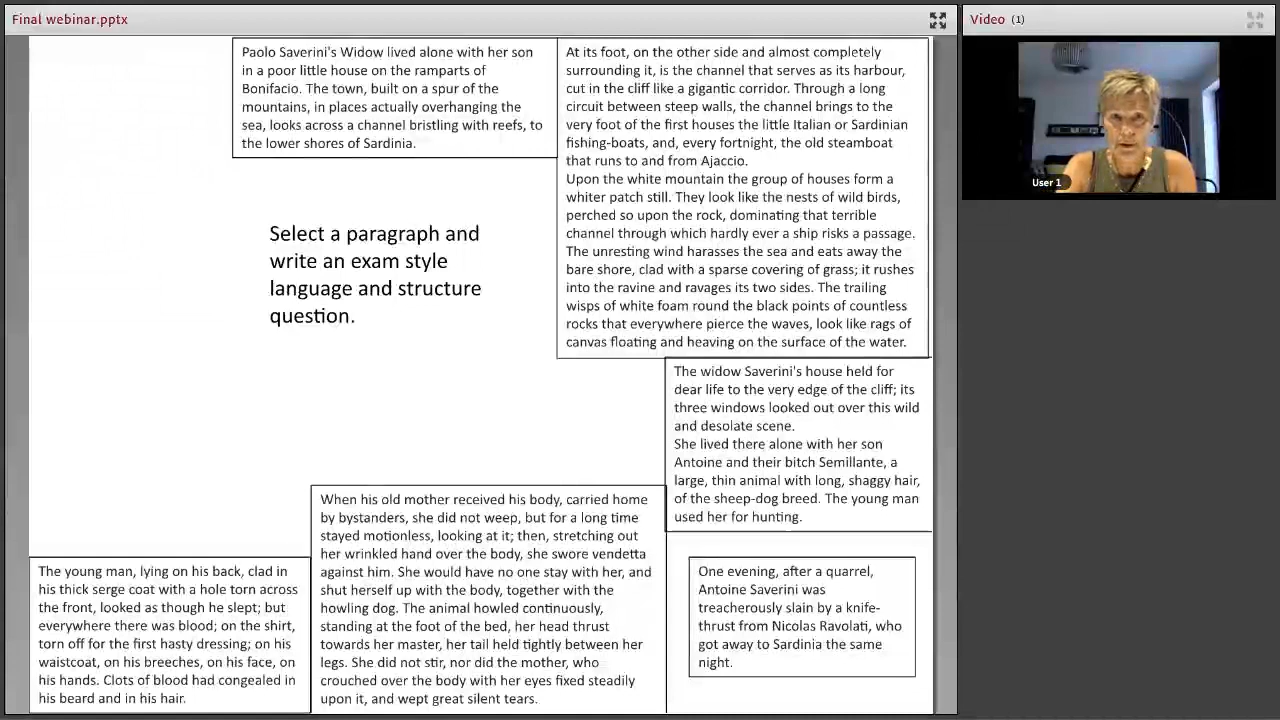 Final webinar.pptx
Video (1)
User 1
Paolo Saverini's Widow lived alone with her son
in a poor little house on the ramparts of
Bonifacio. The town, built on a spur of the
mountains, in places actually overhanging the
sea, looks across a channel bristling with reefs, to
the lower shores of Sardinia.
At its foot, on the other side and almost completely
surrounding it, is the channel that serves as its harbour,
cut in the cliff like a gigantic corridor. Through a long
circuit between steep walls, the channel brings to the
very foot of the first houses the little Italian or Sardinian
fishing-boats, and, every fortnight, the old steamboat
that runs to and from Ajaccio.
Upon the white mountain the group of houses form a
whiter patch still. They look like the nests of wild birds,
perched so upon the rock, dominating that terrible
channel through which hardly ever a ship risks a passage.
The unresting wind harasses the sea and eats away the
bare shore, clad with a sparse covering of grass; it rushes
into the ravine and ravages its two sides. The trailing
wisps of white foam round the black points of countless
rocks that everywhere pierce the waves, look like rags of
canvas floating and heaving on the surface of the water.
Select a paragraph and
write an exam style
language and structure
question.
The widow Saverini's house held for
dear life to the very edge of the cliff; its
three windows looked out over this wild
and desolate scene.
She lived there alone with her son
Antoine and their bitch Semillante, a
large, thin animal with long, shaggy hair,
of the sheep-dog breed. The young man
used her for hunting.
One evening, after a quarrel,
Antoine Saverini was
treacherously slain by a knife-
thrust from Nicolas Ravolati, who
got away to Sardinia the same
night.
When his old mother received his body, carried home
by bystanders, she did not weep, but for a long time
stayed motionless, looking at it; then, stretching out
her wrinkled hand over the body, she swore vendetta
against him. She would have no one stay with her, and
shut herself up with the body, together with the
howling dog. The animal howled continuously,
standing at the foot of the bed, her head thrust
towards her master, her tail held tightly between her
legs. She did not stir, nor did the mother, who
crouched over the body with her eyes fixed steadily
upon it, and wept great silent tears.
The young man, lying on his back, clad in
his thick serge coat with a hole torn across
the front, looked as though he slept; but
everywhere there was blood; on the shirt,
torn off for the first hasty dressing; on his
waistcoat, on his breeches, on his face, on
his hands. Clots of blood had congealed in
his beard and in his hair.